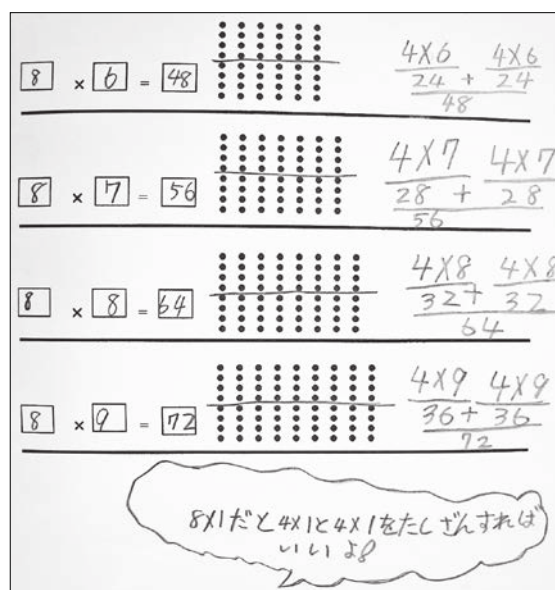 8 × 6 = 48
4×6 4×6
24 + 24
48
8 × 7 = 56
4×7 4×7
28 + 28
56
8 × 8 = 64
4×8 4×8
32+ 32
64
8 × 9 = 72
4×9 4×9
36+ 36
72
8×1だと4×1と4×1をたしざんすれば
いいよ